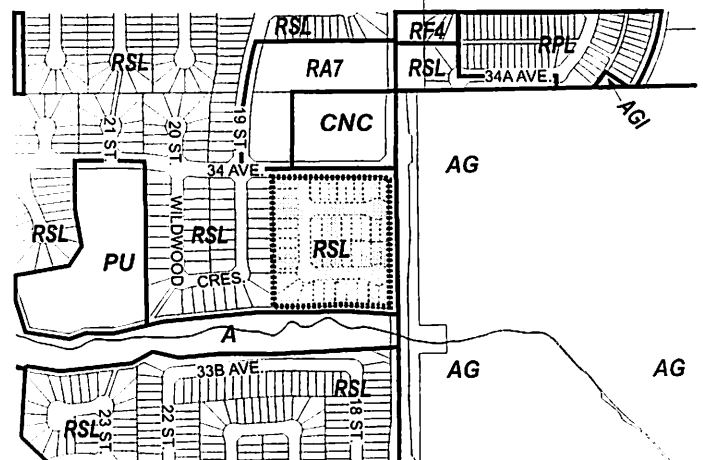 RSL
RF4
RPL
RSL
RA7
RSL
34A AVE.
AGI
19 ST.
CNC
21 ST.
20 ST.
34 AVE.
AG
WILDWOOD
RSL
RSL
RSL
PU
CRES.
A
33B AVE.
AG
AG
RSL
RSL
23 ST
22 ST
18 ST